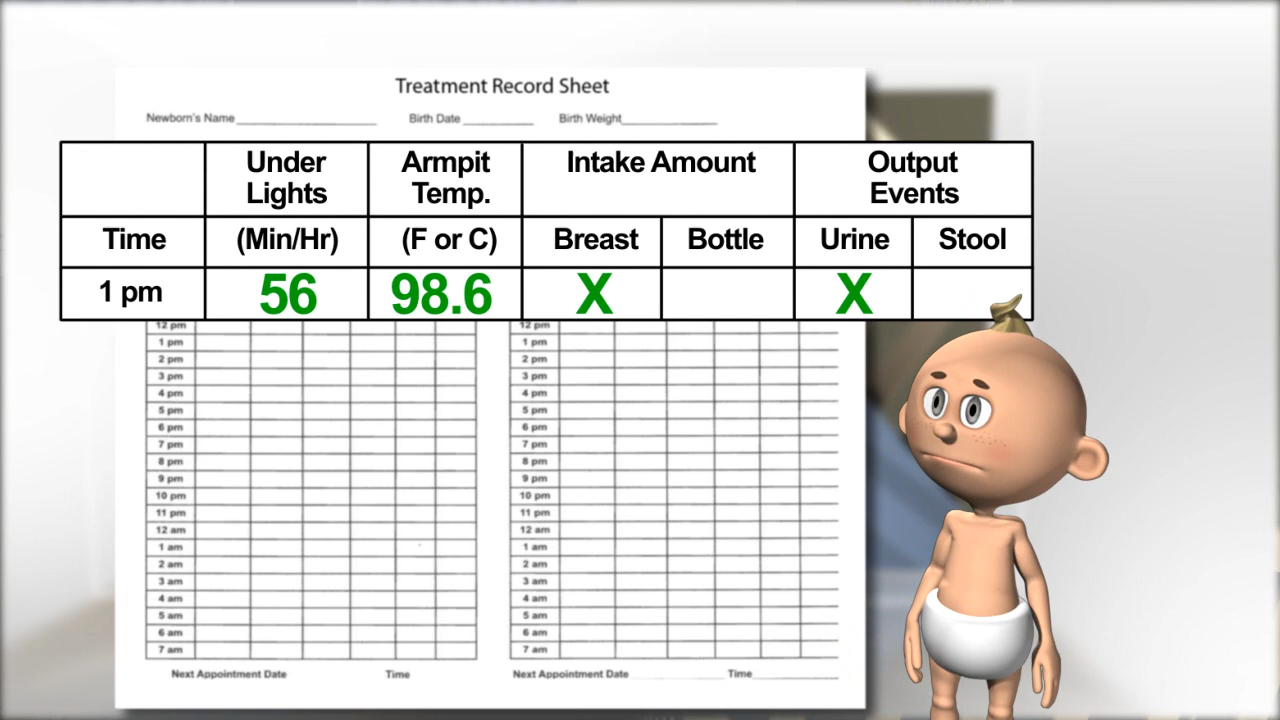 Treatment Record Sheet
Newborn's Name Birth Date Birth Weight
Under Lights Armpit Temp. Intake Amount Output Events
Time (Min/Hr) (F or C) Breast Bottle Urine Stool
1 pm 56 98.6 X X
12 pm 12 pm
1 pm 1 pm
2 pm 2 pm
3 pm 3 pm
4 pm 4 pm
5 pm 5 pm
6 pm 6 pm
7 pm 7 pm
8 pm 8 pm
9 pm 9 pm
10 pm 10 pm
11 pm 11 pm
12 am 12 am
1 am 1 am
2 am 2 am
3 am 3 am
4 am 4 am
5 am 5 am
6 am 6 am
7 am 7 am
Next Appointment Date Time Next Appointment Date Time